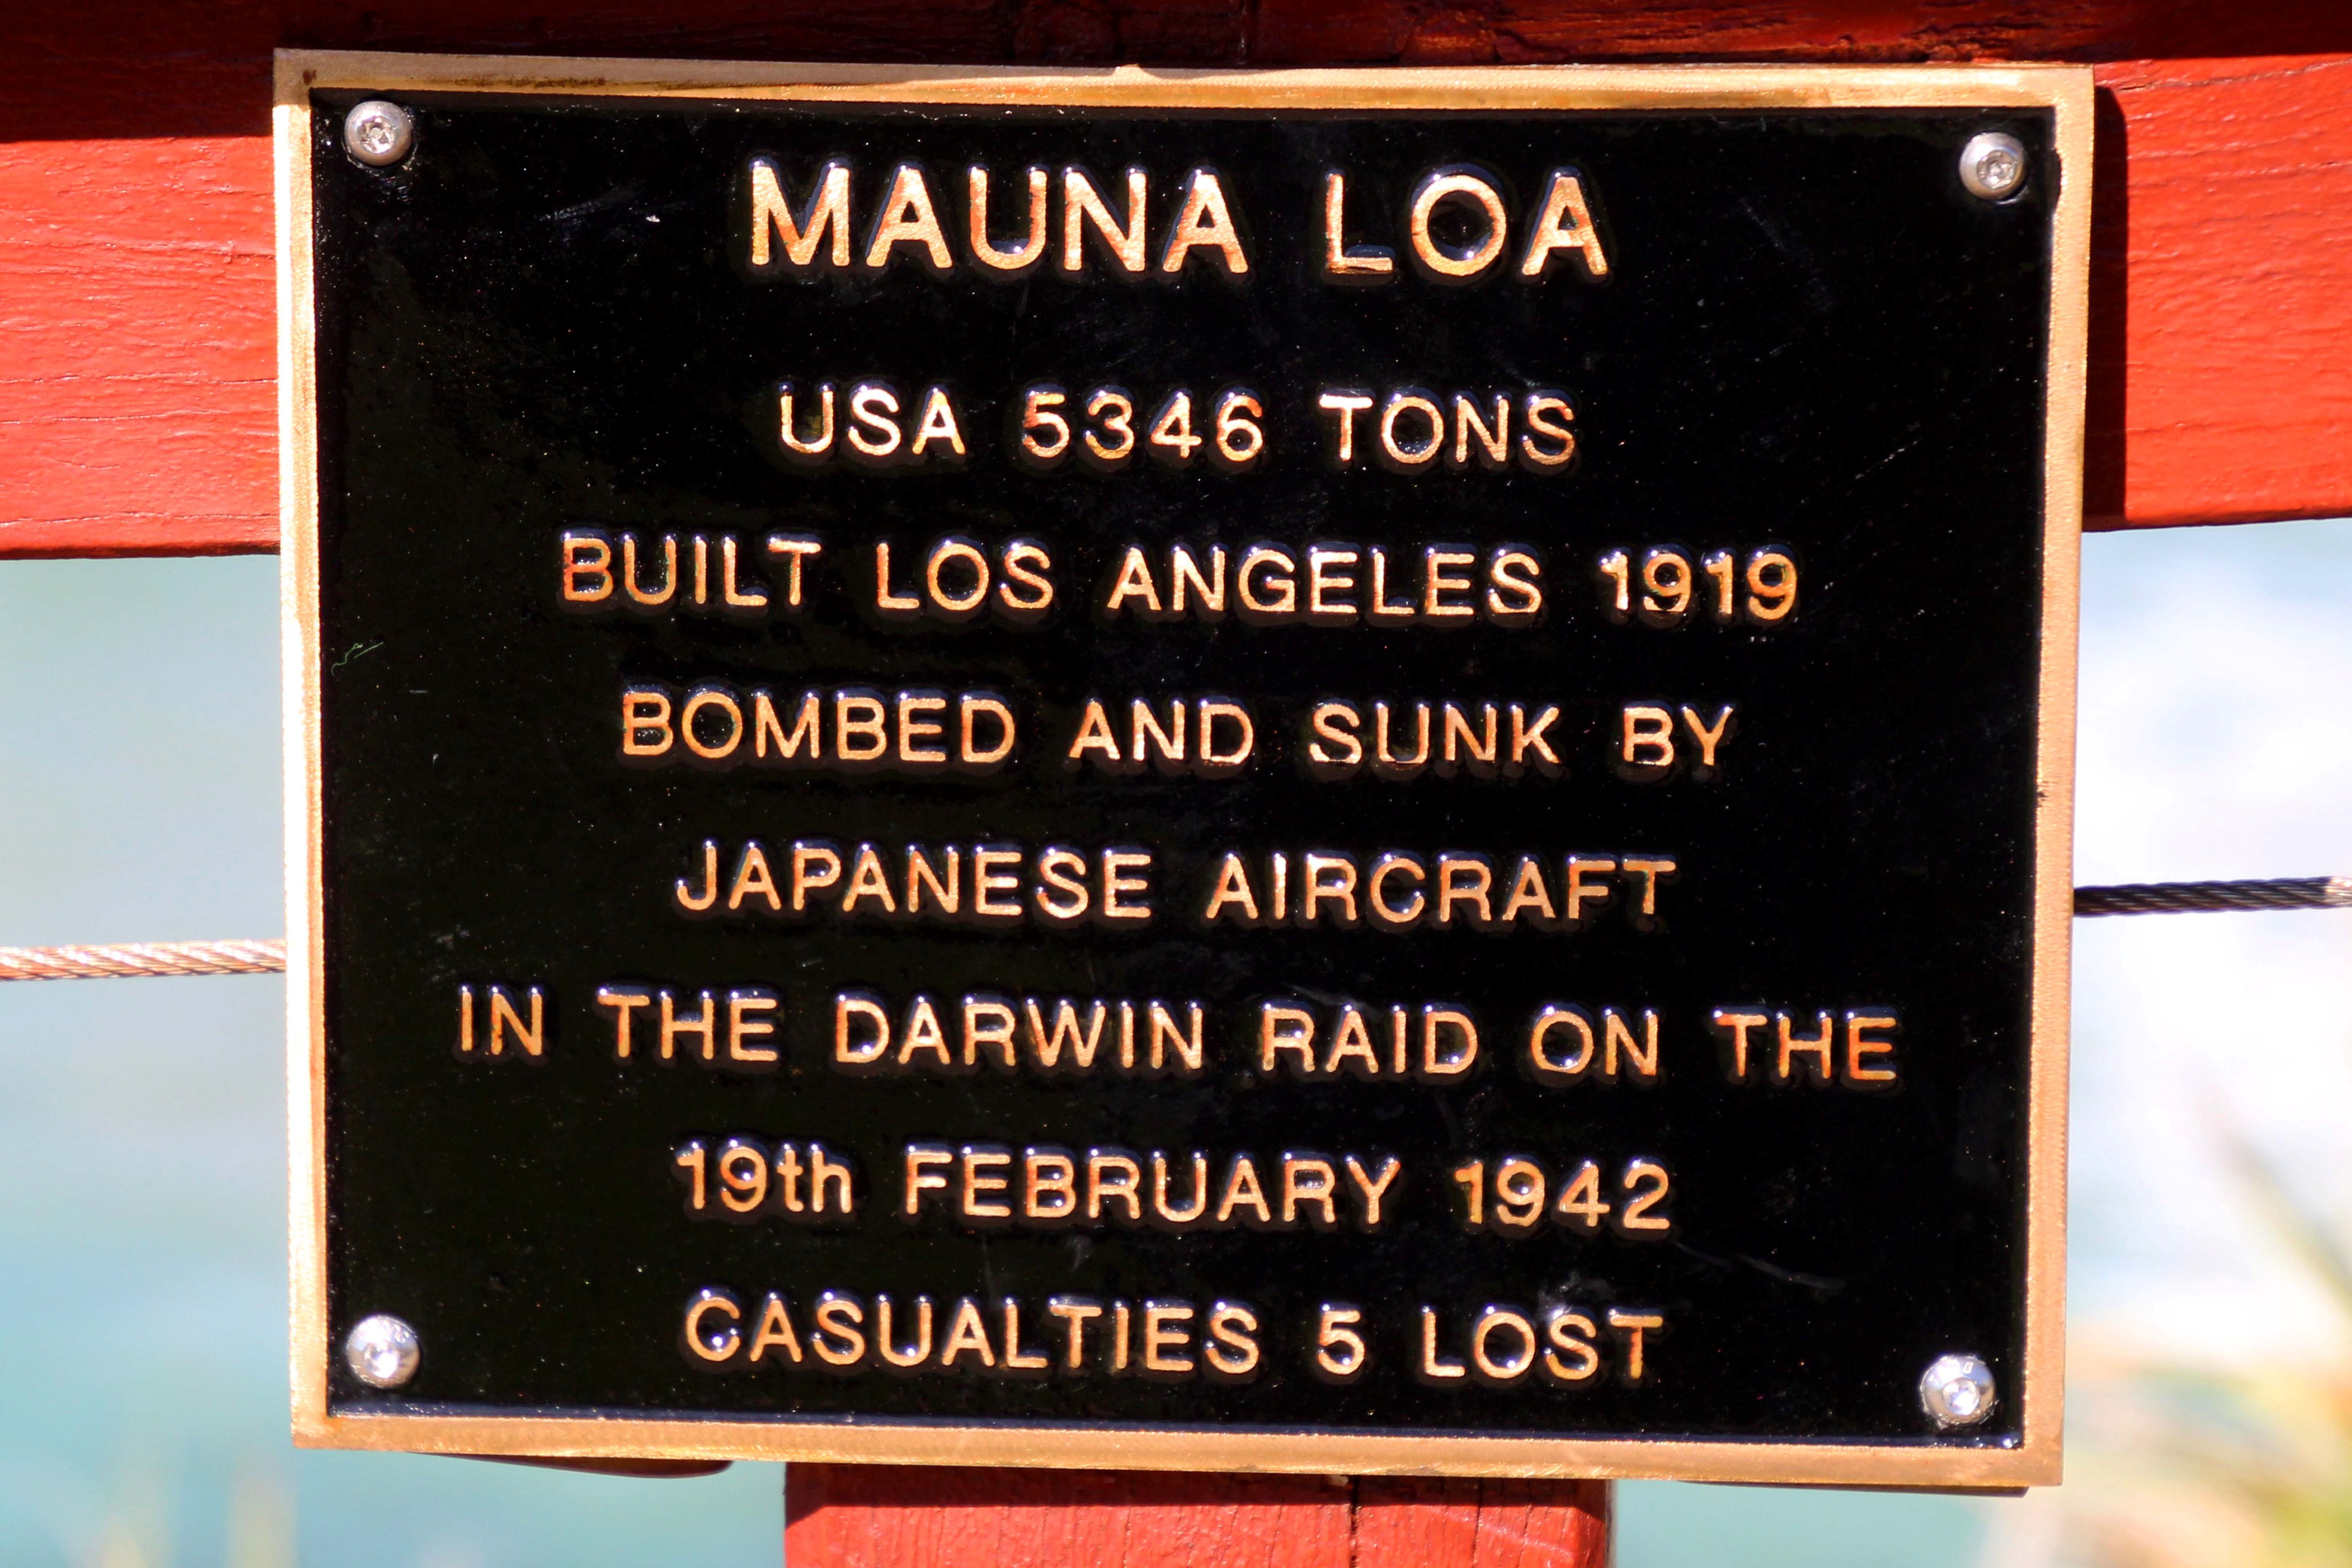 MAUNA LOA
USA 5346 TONS
BUILT LOS ANGELES 1919
BOMBED AND SUNK BY
JAPANESE AIRCRAFT
IN THE DARWIN RAID ON THE
19th FEBRUARY 1942
CASUALTIES 5 LOST